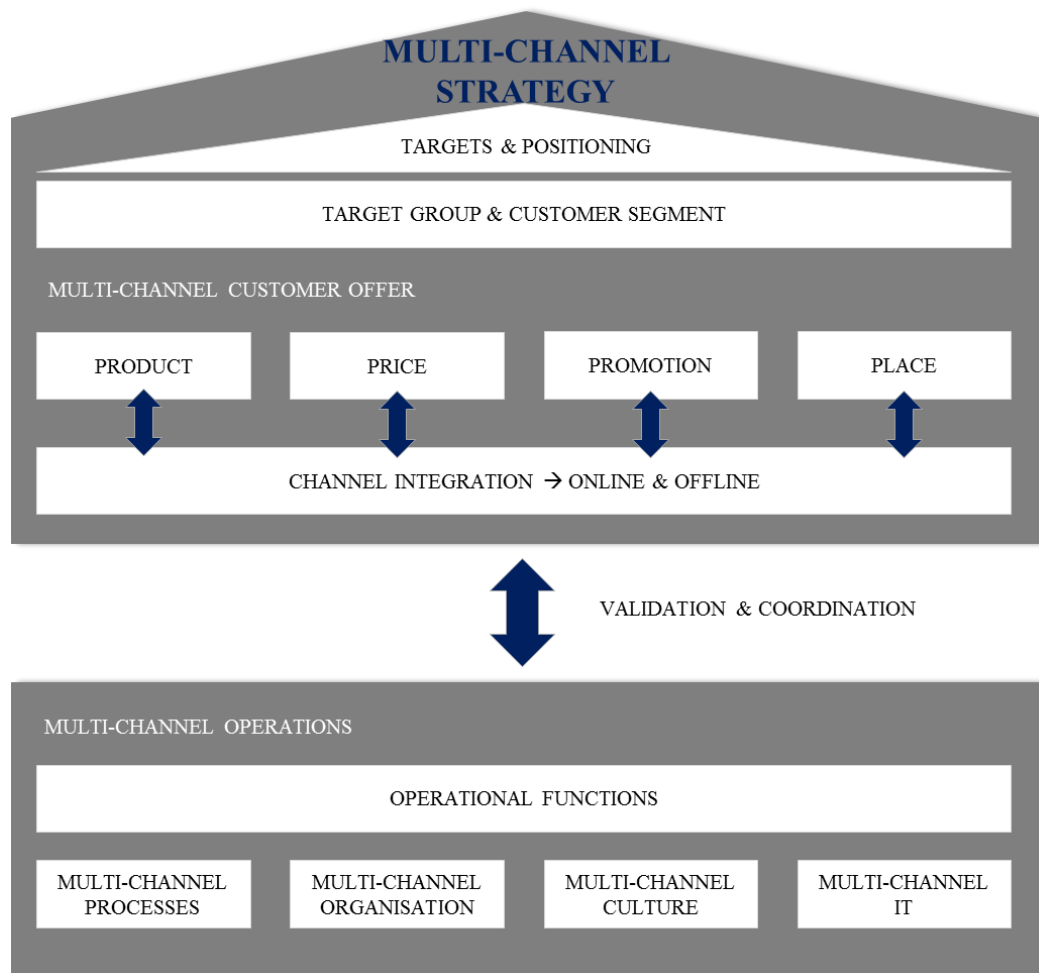 MULTI-CHANNEL
STRATEGY
TARGETS & POSITIONING
TARGET GROUP & CUSTOMER SEGMENT
MULTI-CHANNEL CUSTOMER OFFER
PRODUCT
PRICE
PROMOTION
PLACE
CHANNEL INTEGRATION → ONLINE & OFFLINE
VALIDATION & COORDINATION
MULTI-CHANNEL OPERATIONS
OPERATIONAL FUNCTIONS
MULTI-CHANNEL
PROCESSES
MULTI-CHANNEL
ORGANISATION
MULTI-CHANNEL
CULTURE
MULTI-CHANNEL
IT